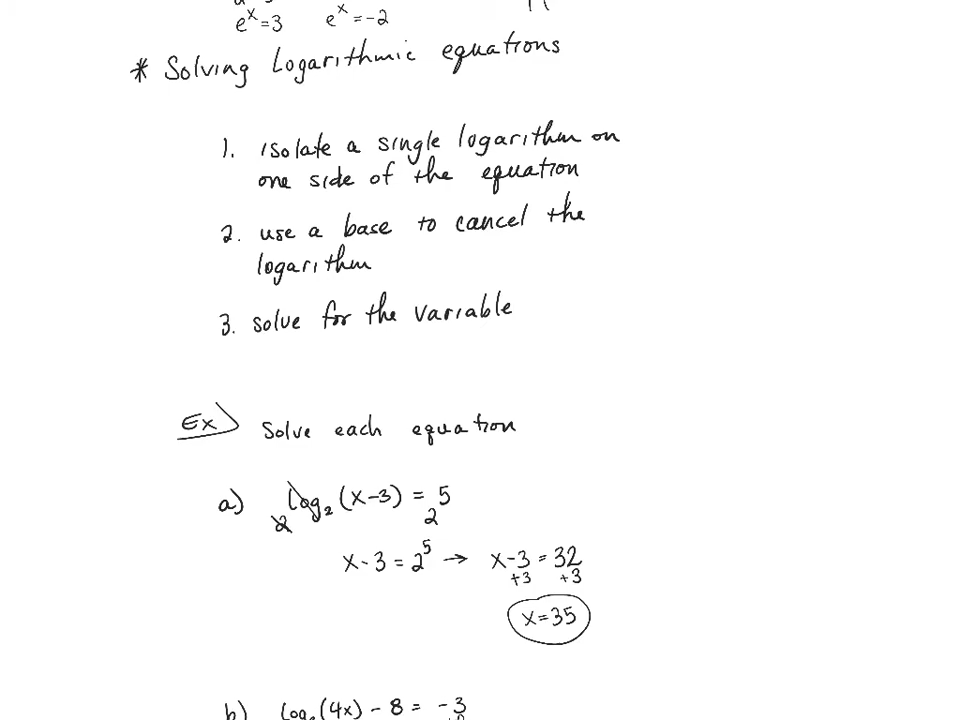 e^x = 3 e^x = -2
* Solving Logarithmic equations
1. isolate a single logarithm on
one side of the equation
2. use a base to cancel the
logarithm
3. solve for the variable
Ex) Solve each equation
a) 2^log₂(x-3) = 2^5
x-3 = 2^5 → x-3 = 32
+3 +3
x=35
b) (4x) - 8 = -3